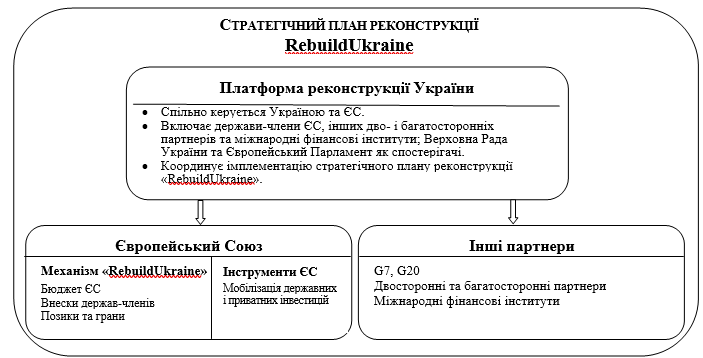 СТРАТЕГІЧНИЙ ПЛАН РЕКОНСТРУКЦІЇ
RebuildUkraine
Платформа реконструкції України
• Спільно керується Україною та ЄС.
• Включає держави-члени ЄС, інших дво- і багатосторонніх
партнерів та міжнародні фінансові інститути; Верховна Рада
України та Європейський Парламент як спостерігачі.
• Координує імплементацію стратегічного плану реконструкції
«RebuildUkraine».
Європейський Союз
Механізм «RebuildUkraine»
Бюджет ЄС
Внески держав-членів
Позики та грани
Інструменти ЄС
Мобілізація державних
і приватних інвестицій
Інші партнери
G7, G20
Двосторонні та багатосторонні партнери
Міжнародні фінансові інститути